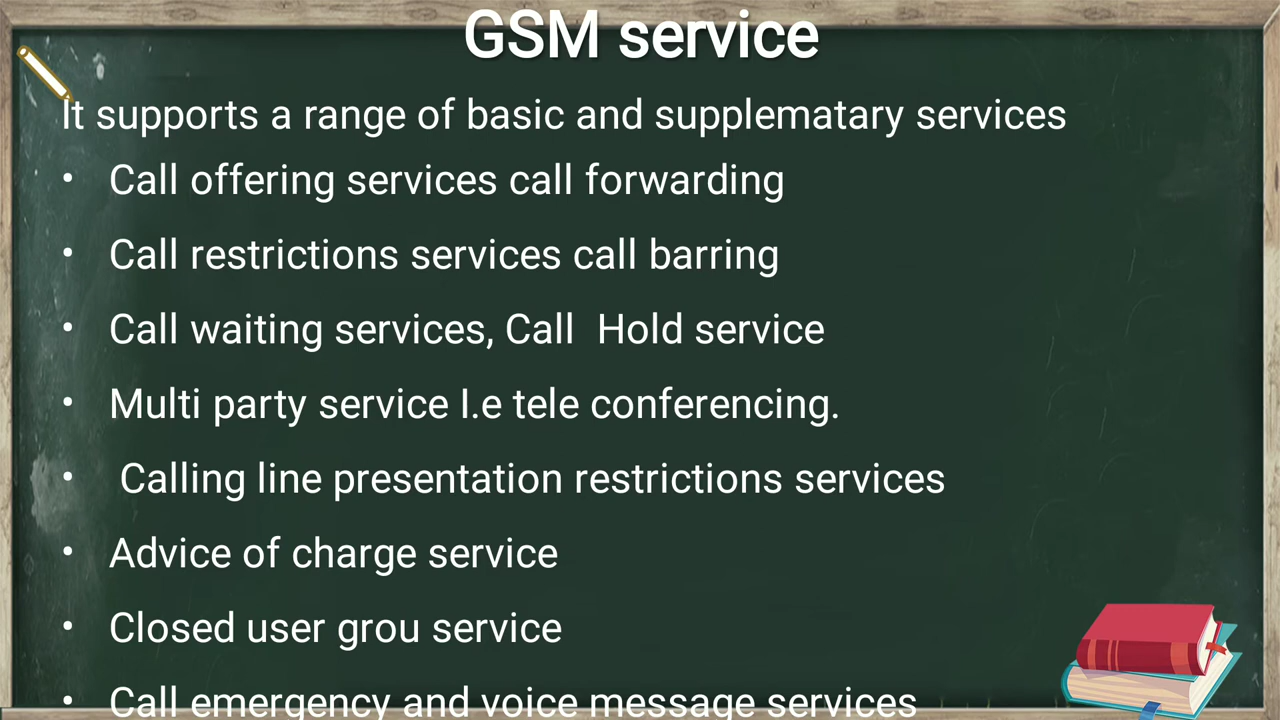 GSM service
It supports a range of basic and supplematary services
• Call offering services call forwarding
• Call restrictions services call barring
• Call waiting services, Call  Hold service
• Multi party service I.e tele conferencing.
•  Calling line presentation restrictions services
• Advice of charge service
• Closed user grou service
• Call emergency and voice message services